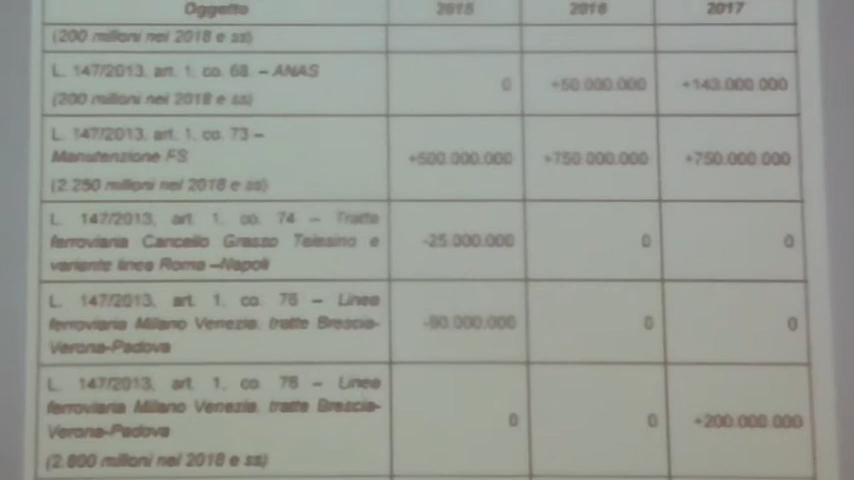 Oggetto 2015 2016 2017
(200 milioni nel 2018 e ss)
L. 147/2013, art. 1, co. 68 – ANAS
(200 milioni nel 2018 e ss)
0 +50.000.000 +143.000.000
L. 147/2013, art. 1, co. 73 –
Manutenzione FS
(2.250 milioni nel 2018 e ss)
+500.000.000 +750.000.000 +750.000.000
L. 147/2013, art. 1, co. 74 – Tratta
ferroviaria Cancello Grasso Telesino e
variante linea Roma –Napoli
-25.000.000 0 0
L. 147/2013, art. 1, co. 76 – Linea
ferroviaria Milano Venezia, tratte Brescia-
Verona-Padova
-90.000.000 0 0
L. 147/2013, art. 1, co. 76 – Linea
ferroviaria Milano Venezia, tratte Brescia-
Verona-Padova
(2.800 milioni nel 2018 e ss)
0 0 +200.000.000